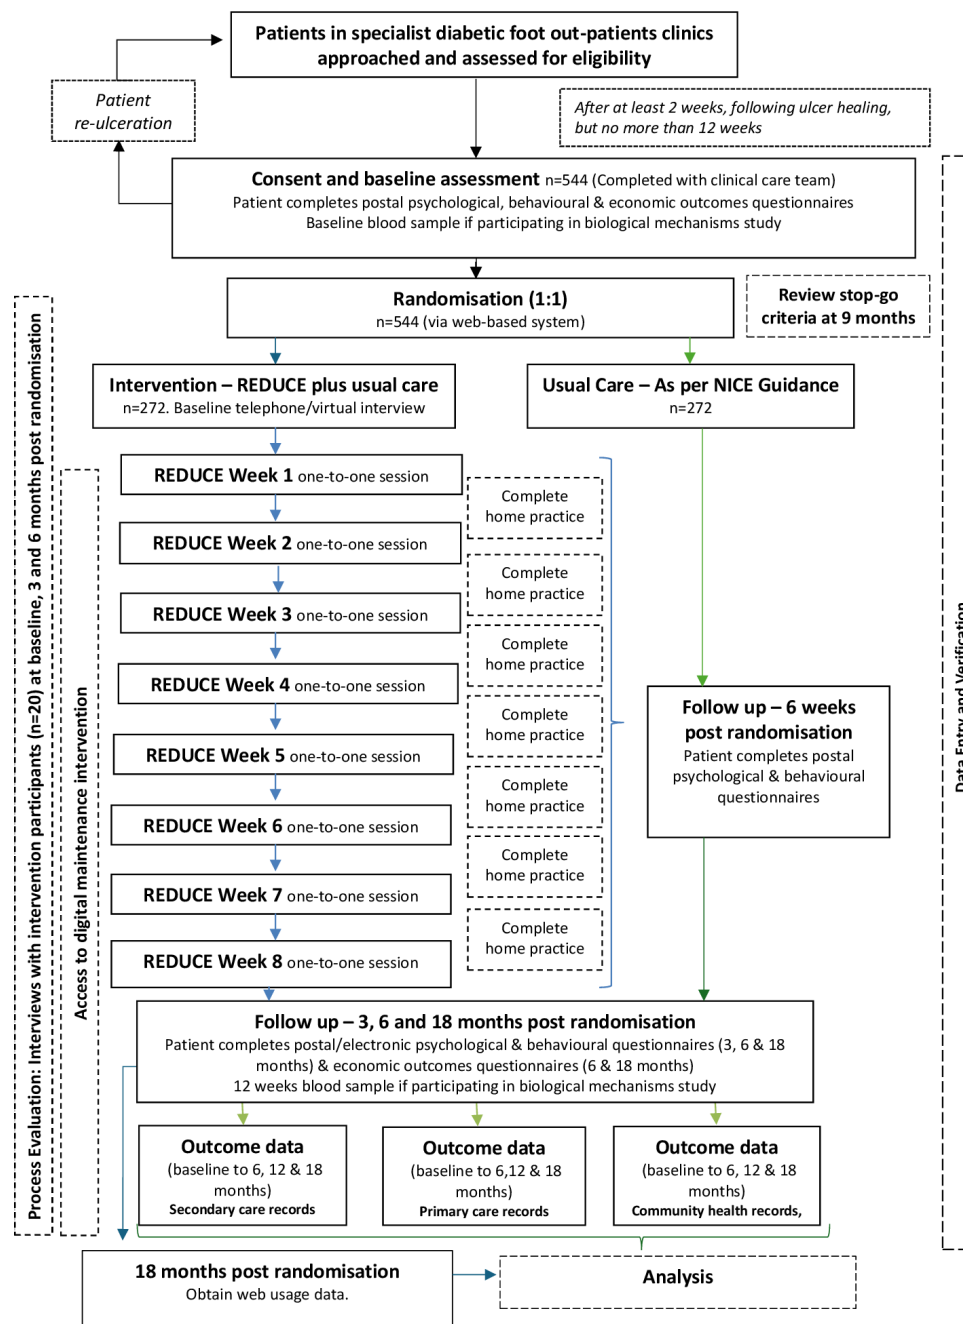 Patients in specialist diabetic foot out-patients clinics
approached and assessed for eligibility
Patient
re-ulceration
After at least 2 weeks, following ulcer healing,
but no more than 12 weeks
Consent and baseline assessment n=544 (Completed with clinical care team)
Patient completes postal psychological, behavioural & economic outcomes questionnaires
Baseline blood sample if participating in biological mechanisms study
Randomisation (1:1)
n=544 (via web-based system)
Review stop-go
criteria at 9 months
Intervention – REDUCE plus usual care
n=272. Baseline telephone/virtual interview
Usual Care – As per NICE Guidance
n=272
REDUCE Week 1 one-to-one session
Complete
home practice
REDUCE Week 2 one-to-one session
Complete
home practice
REDUCE Week 3 one-to-one session
Complete
home practice
REDUCE Week 4 one-to-one session
Complete
home practice
REDUCE Week 5 one-to-one session
Complete
home practice
REDUCE Week 6 one-to-one session
Complete
home practice
REDUCE Week 7 one-to-one session
Complete
home practice
REDUCE Week 8 one-to-one session
Follow up – 6 weeks
post randomisation
Patient completes postal
psychological & behavioural
questionnaires
Process Evaluation: Interviews with intervention participants (n=20) at baseline, 3 and 6 months post randomisation
Access to digital maintenance intervention
Data Entry and Verification
Follow up – 3, 6 and 18 months post randomisation
Patient completes postal/electronic psychological & behavioural questionnaires (3, 6 & 18
months) & economic outcomes questionnaires (6 & 18 months)
12 weeks blood sample if participating in biological mechanisms study
Outcome data
(baseline to 6, 12 & 18
months)
Secondary care records
Outcome data
(baseline to 6,12 & 18
months)
Primary care records
Outcome data
(baseline to 6, 12 & 18
months)
Community health records,
18 months post randomisation
Obtain web usage data.
Analysis